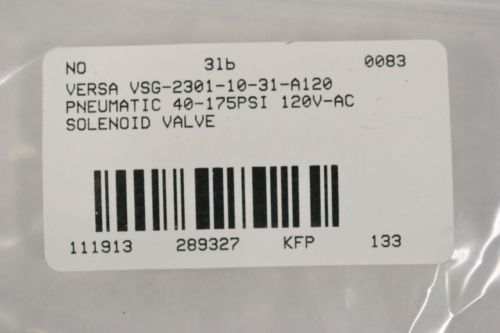 NO 3lb 0083
VERSA VSG-2301-10-31-A120
PNEUMATIC 40-175PSI 120V-AC
SOLENOID VALVE
111913 289327 KFP 133